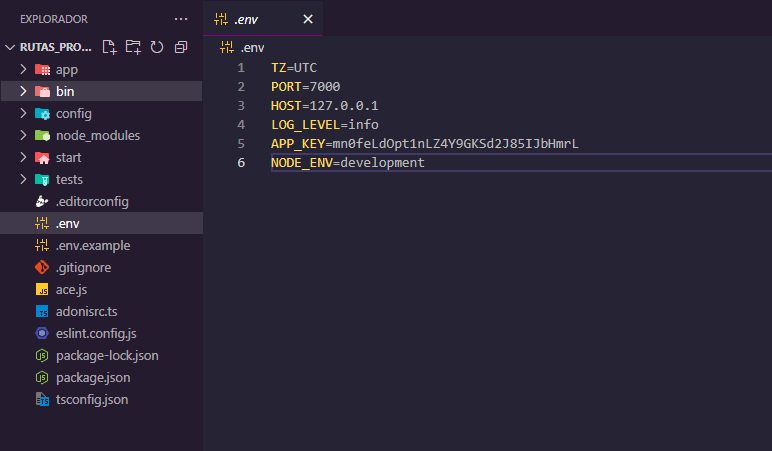 EXPLORADOR
RUTAS_PRO...
app
bin
config
node_modules
start
tests
.editorconfig
.env
.env.example
.gitignore
ace.js
adonisrc.ts
eslint.config.js
package-lock.json
package.json
tsconfig.json
.env
.env
1 TZ=UTC
2 PORT=7000
3 HOST=127.0.0.1
4 LOG_LEVEL=info
5 APP_KEY=mn0feLdOpt1nLZ4Y9GKSd2J85IJbHmrL
6 NODE_ENV=development